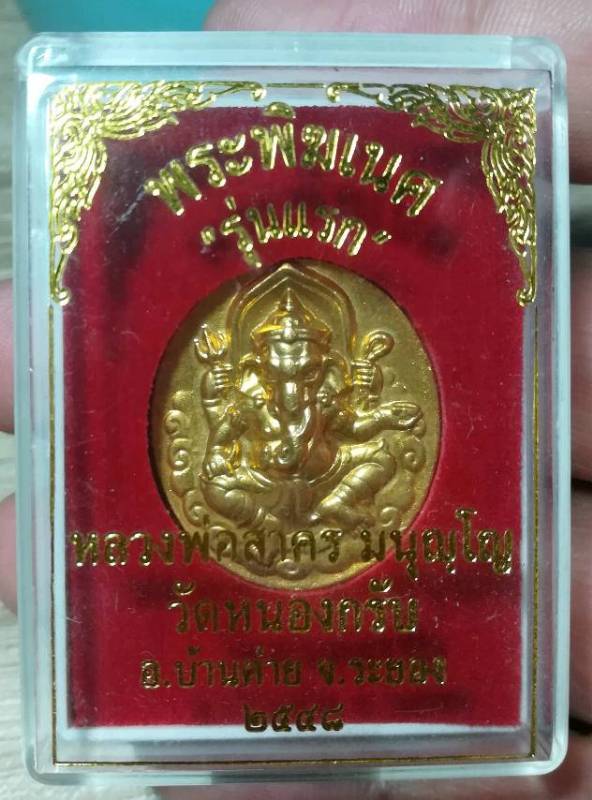 พระพิฆเนศ
"รุ่นแรก"
หลวงพ่อสาคร มนุญฺโญ
วัดหนองกรับ
อ.บ้านค่าย จ.ระยอง
๒๕๔๘